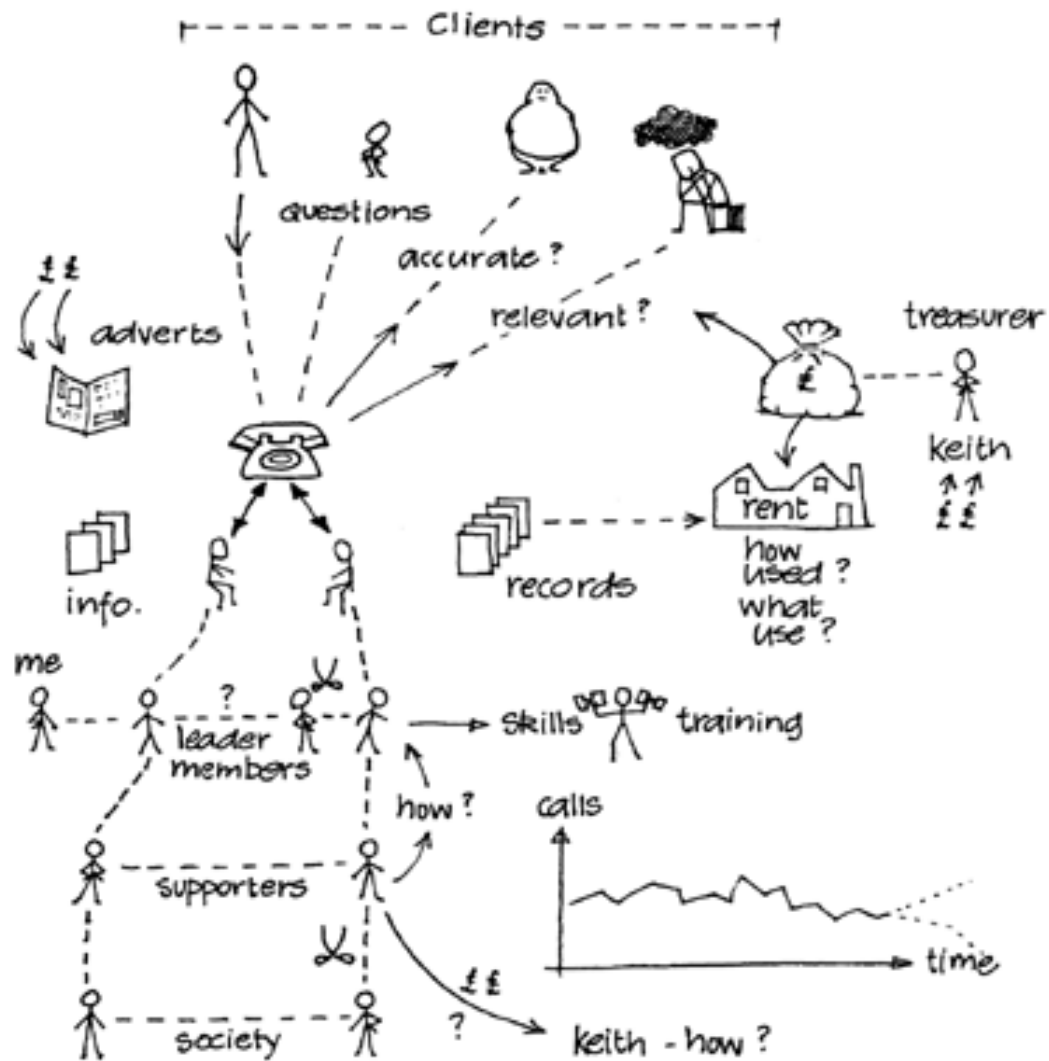 Clients
questions
accurate ?
relevant ?
£ £
adverts
£
treasurer
keith
£ £
rent
how
used ?
what
use ?
info.
records
me
?
leader
members
skills
training
how ?
calls
time
supporters
£ £
?
society
keith - how ?